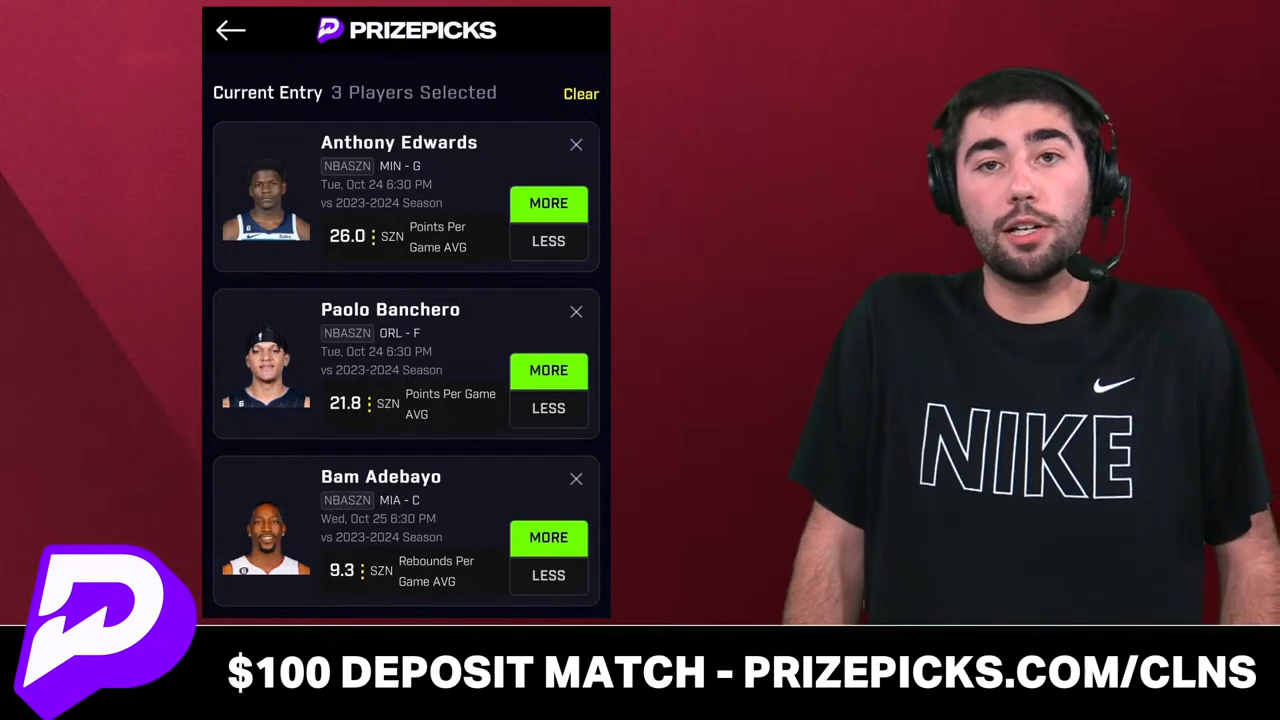 PRIZEPICKS
Current Entry 3 Players Selected
Clear
Anthony Edwards
NBASZN MIN - G
Tue, Oct 24 6:30 PM
vs 2023-2024 Season
26.0 SZN Points Per
Game AVG
MORE
LESS
Paolo Banchero
NBASZN ORL - F
Tue, Oct 24 6:30 PM
vs 2023-2024 Season
21.8 SZN Points Per Game
AVG
MORE
LESS
Bam Adebayo
NBASZN MIA - C
Wed, Oct 25 6:30 PM
vs 2023-2024 Season
9.3 SZN Rebounds Per
Game AVG
MORE
LESS
NIKE
$100 DEPOSIT MATCH - PRIZEPICKS.COM/CLNS